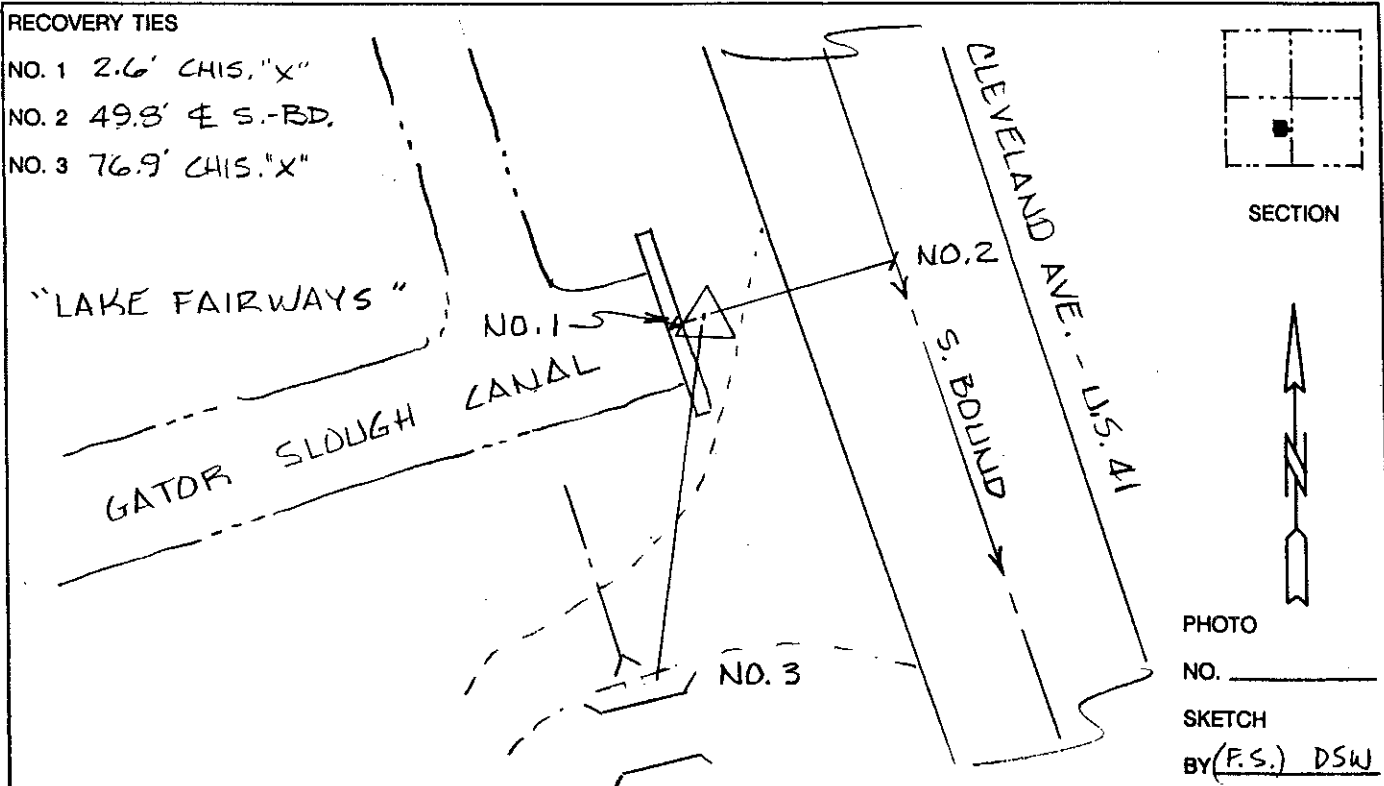 RECOVERY TIES
NO. 1 2.6' CHIS. "X"
NO. 2 49.8' ℄ S.-BD.
NO. 3 76.9' CHIS. "X"
"LAKE FAIRWAYS"
NO. 1
GATOR SLOUGH CANAL
NO. 2
NO. 3
S. BOUND
CLEVELAND AVE. - U.S. 41
SECTION
N
PHOTO
NO.
SKETCH
BY (F.S.) DSW